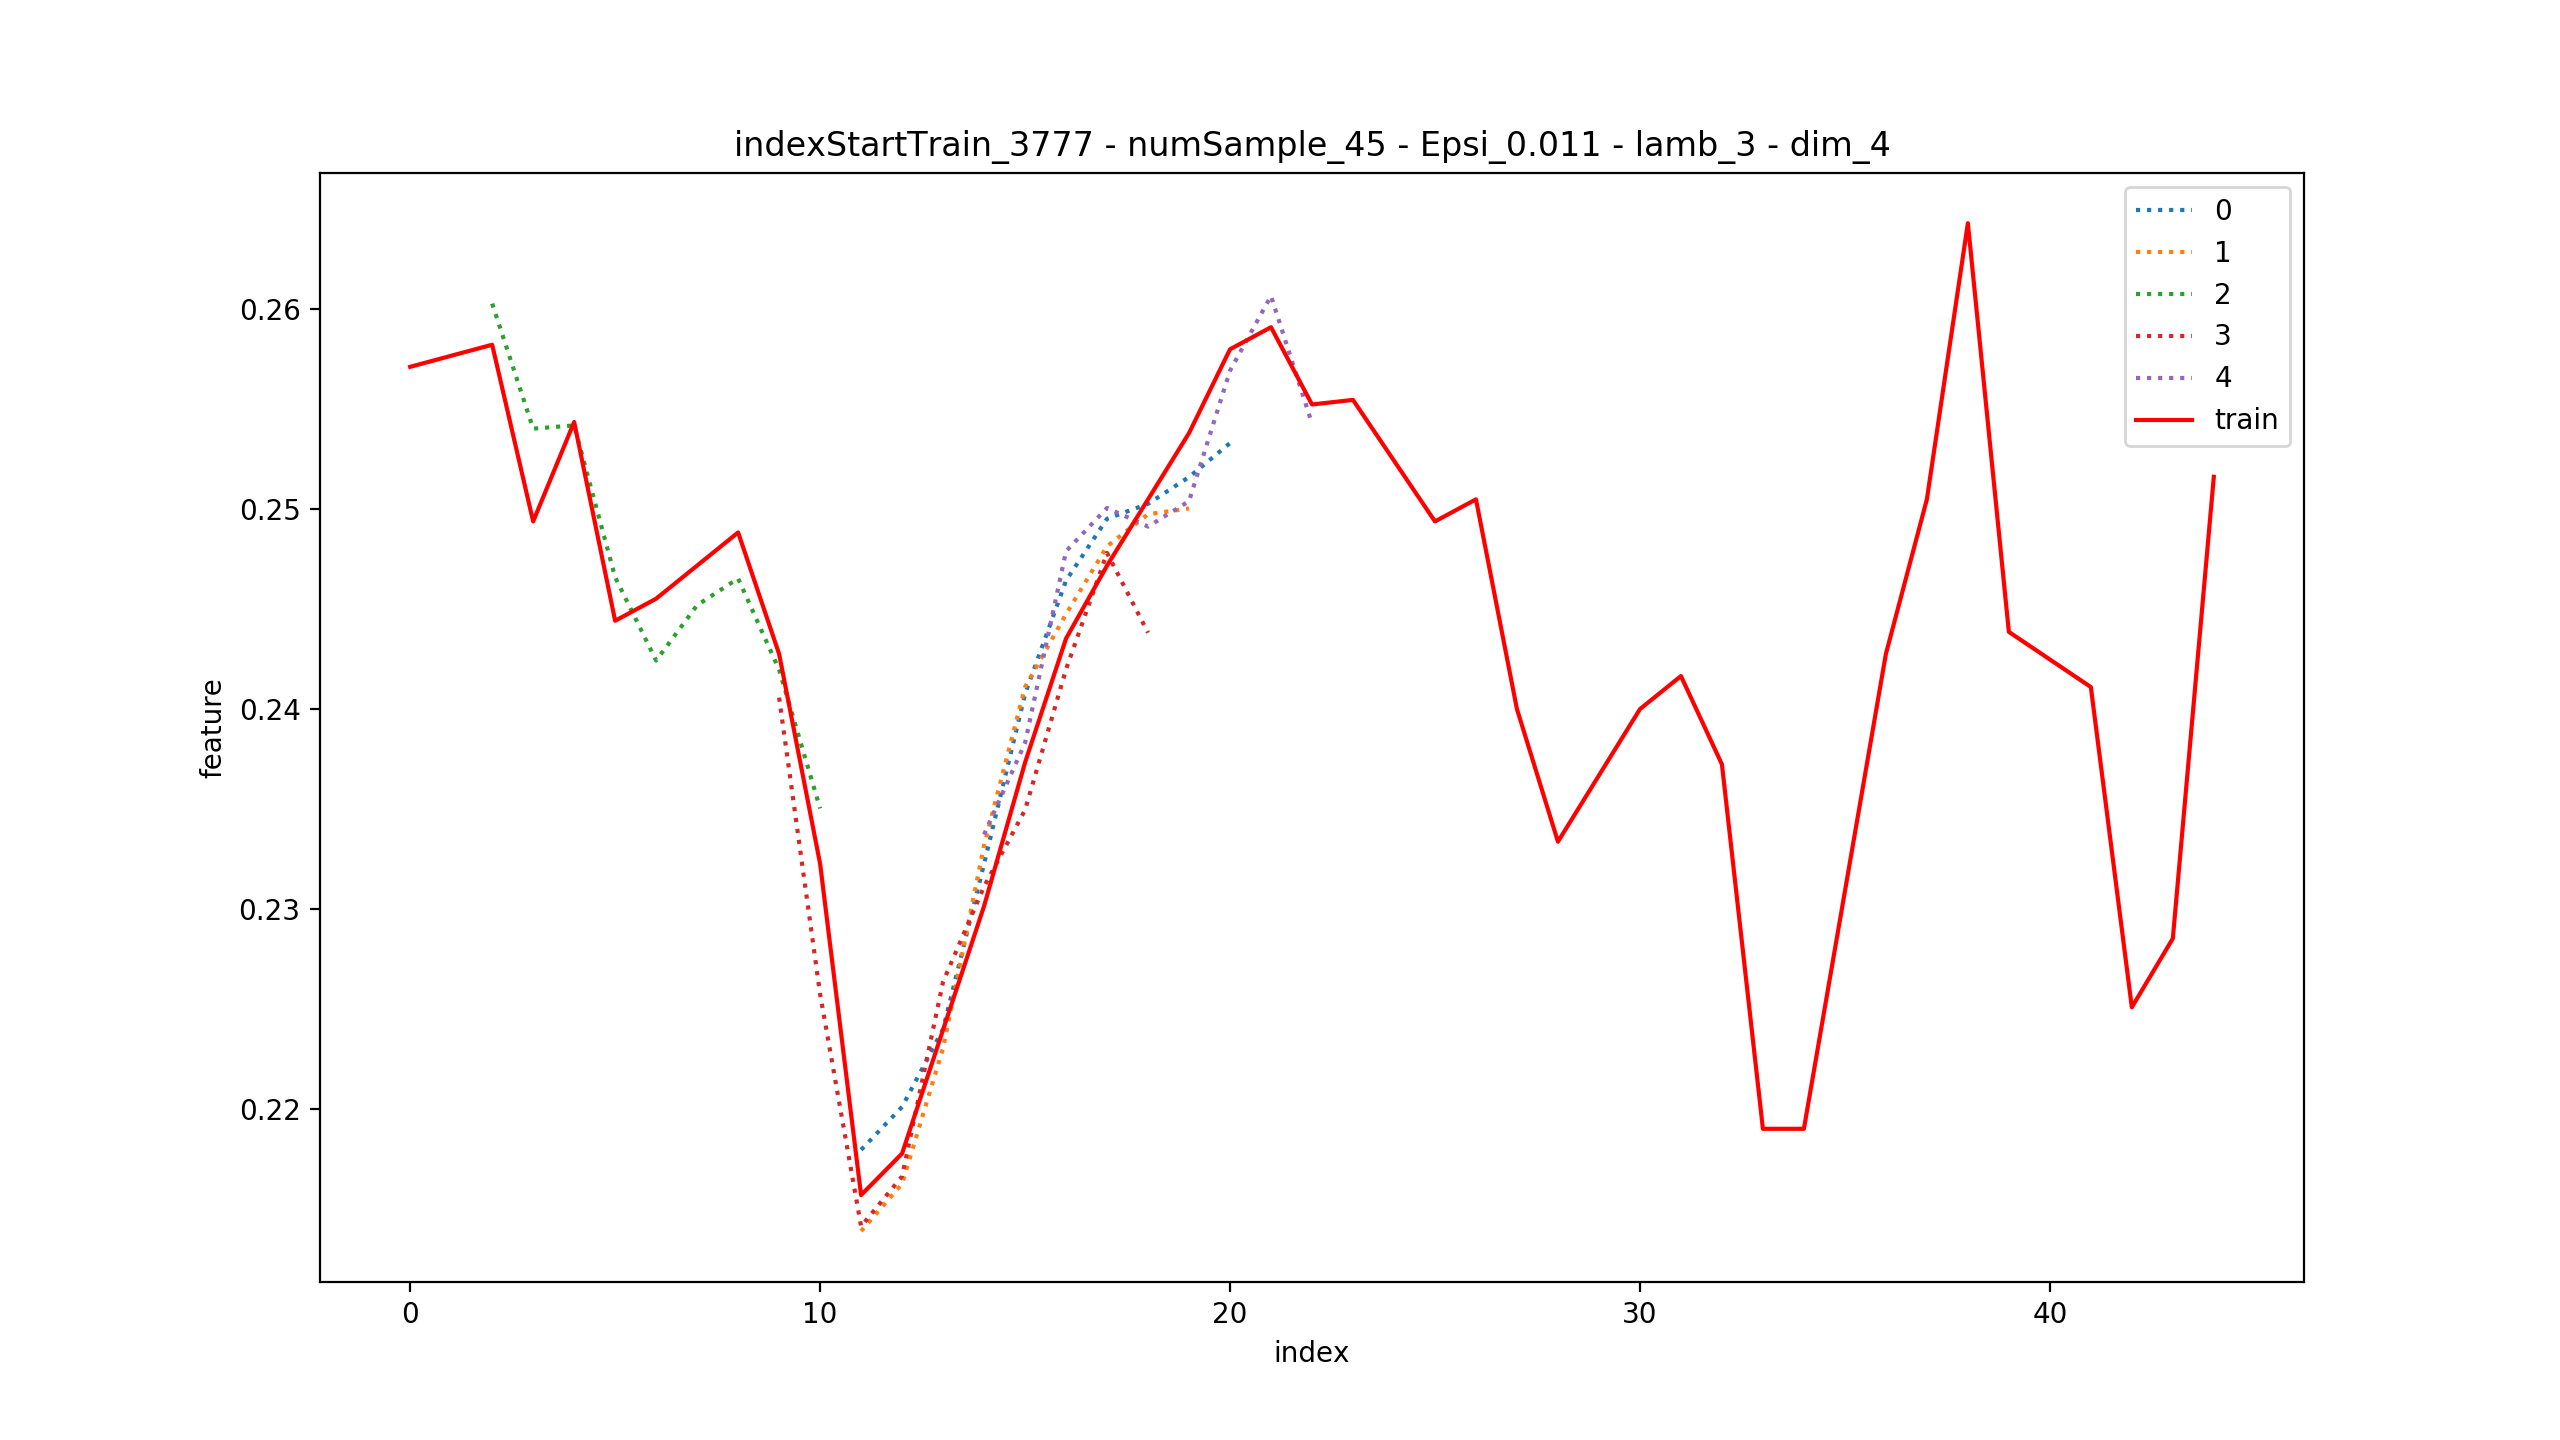 indexStartTrain_3777 - numSample_45 - Epsi_0.011 - lamb_3 - dim_4
0
1
2
3
4
train
0.26
0.25
0.24
0.23
0.22
feature
0 10 20 30 40
index